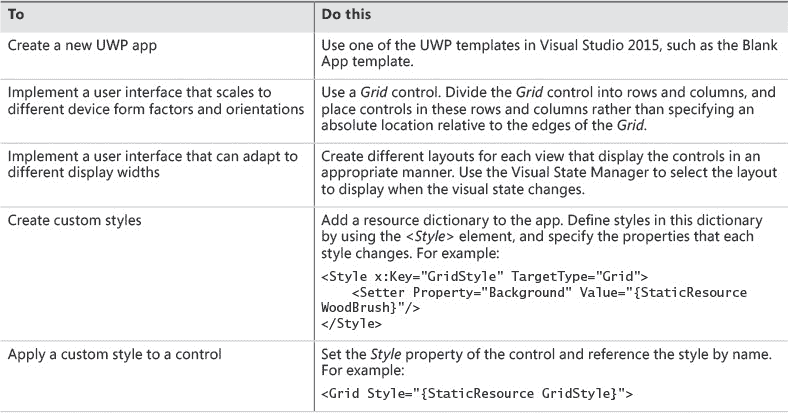 To
Do this
Create a new UWP app
Use one of the UWP templates in Visual Studio 2015, such as the Blank
App template.
Implement a user interface that scales to
different device form factors and orientations
Use a Grid control. Divide the Grid control into rows and columns, and
place controls in these rows and columns rather than specifying an
absolute location relative to the edges of the Grid.
Implement a user interface that can adapt to
different display widths
Create different layouts for each view that display the controls in an
appropriate manner. Use the Visual State Manager to select the layout
to display when the visual state changes.
Create custom styles
Add a resource dictionary to the app. Define styles in this dictionary
by using the <Style> element, and specify the properties that each
style changes. For example:
<Style x:Key="GridStyle" TargetType="Grid">
    <Setter Property="Background" Value="{StaticResource
WoodBrush}"/>
</Style>
Apply a custom style to a control
Set the Style property of the control and reference the style by name.
For example:
<Grid Style="{StaticResource GridStyle}">